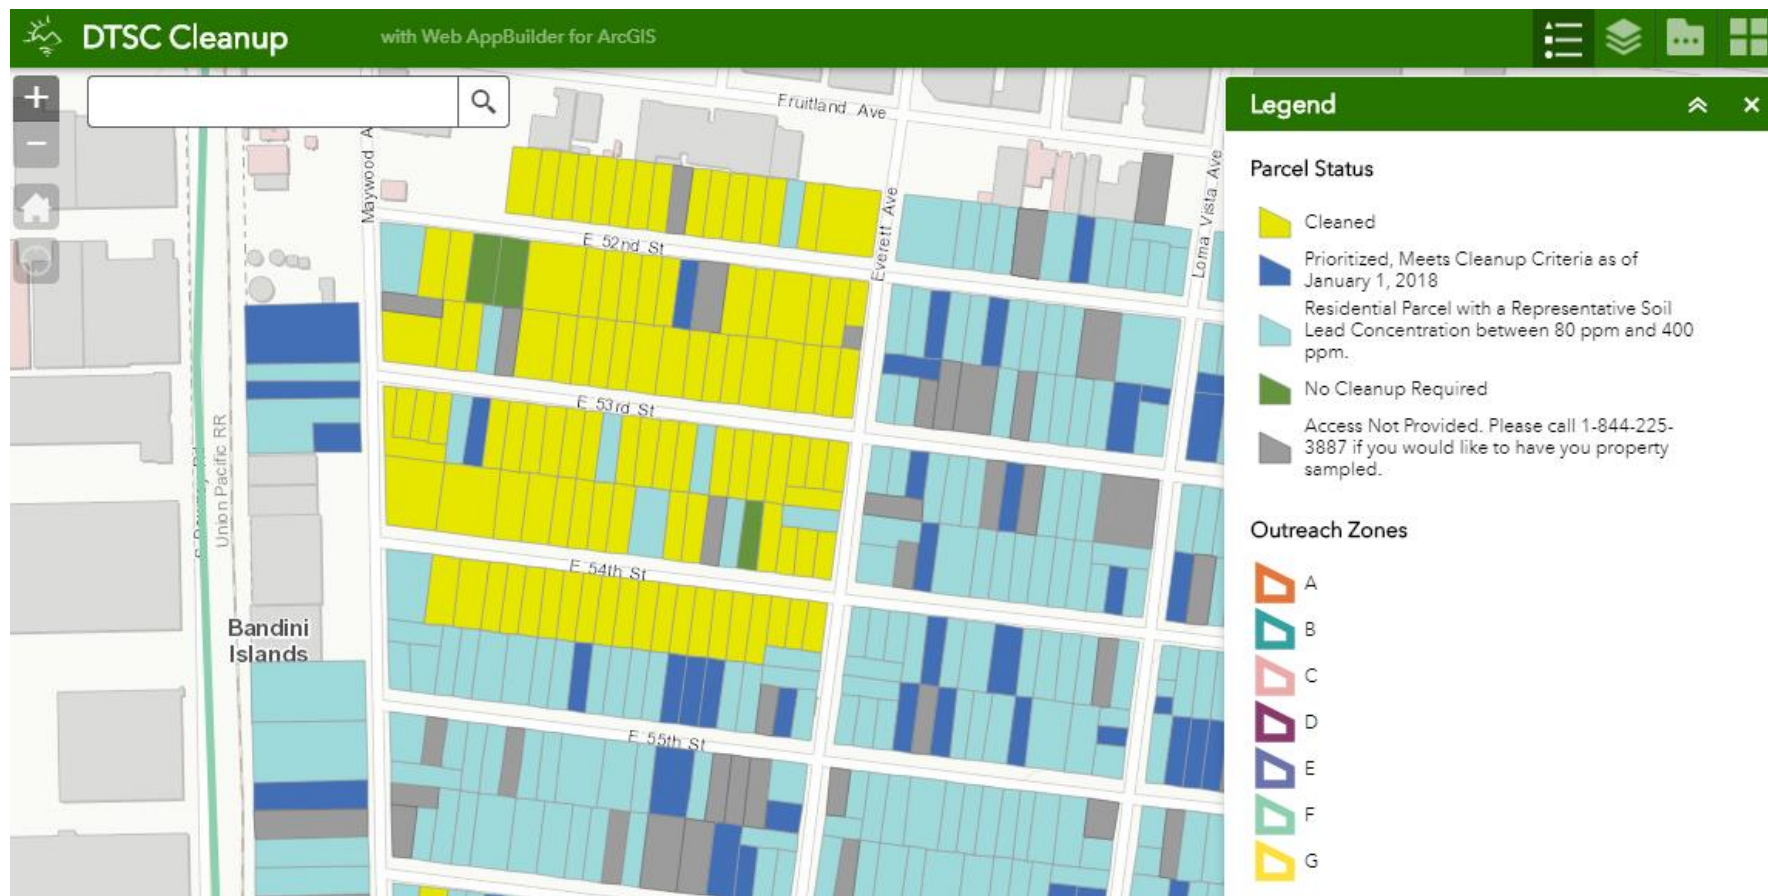 DTSC Cleanup
with Web AppBuilder for ArcGIS
+
−
Fruitland Ave
Maywood A
Everett Ave
Loma Vista Ave
E 52nd St
E 53rd St
E 54th St
E 55th St
Union Pacific RR
Bandini
Islands
Legend
Parcel Status
Cleaned
Prioritized, Meets Cleanup Criteria as of
January 1, 2018
Residential Parcel with a Representative Soil
Lead Concentration between 80 ppm and 400
ppm.
No Cleanup Required
Access Not Provided. Please call 1-844-225-
3887 if you would like to have you property
sampled.
Outreach Zones
A
B
C
D
E
F
G